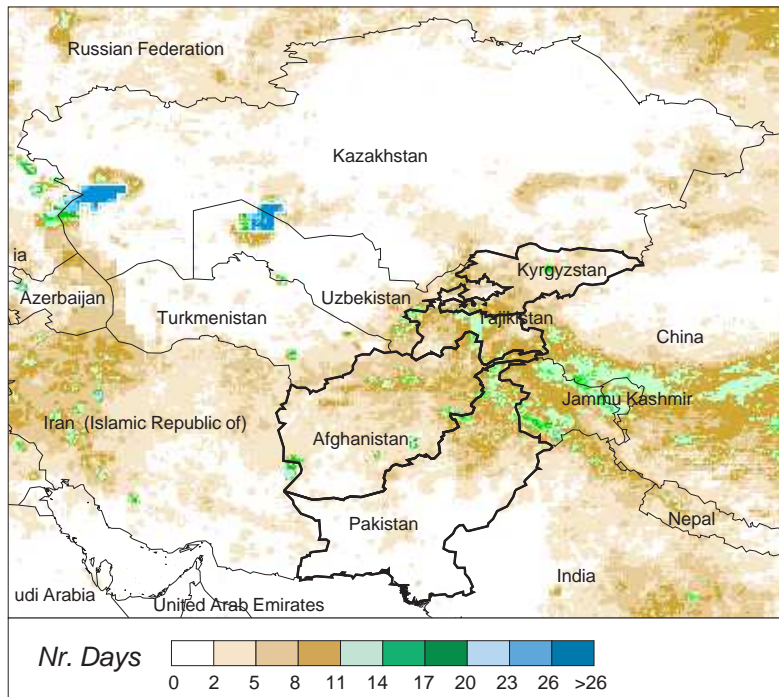 Russian Federation
Kazakhstan
ia
Kyrgyzstan
Azerbaijan
Uzbekistan
Turkmenistan
Tajikistan
China
Jammu Kashmir
Iran (Islamic Republic of)
Afghanistan
Pakistan
Nepal
India
udi Arabia
United Arab Emirates
Nr. Days
0 2 5 8 11 14 17 20 23 26 >26